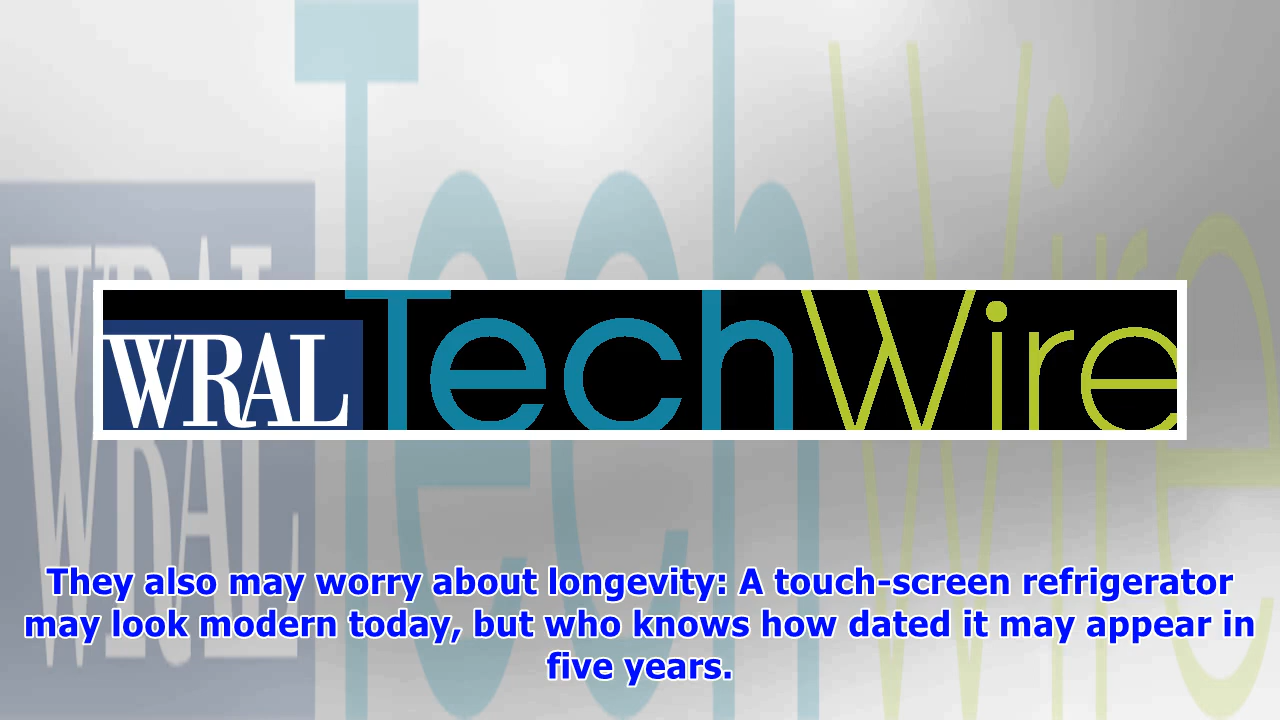 WRAL TechWire
They also may worry about longevity: A touch-screen refrigerator
may look modern today, but who knows how dated it may appear in
five years.